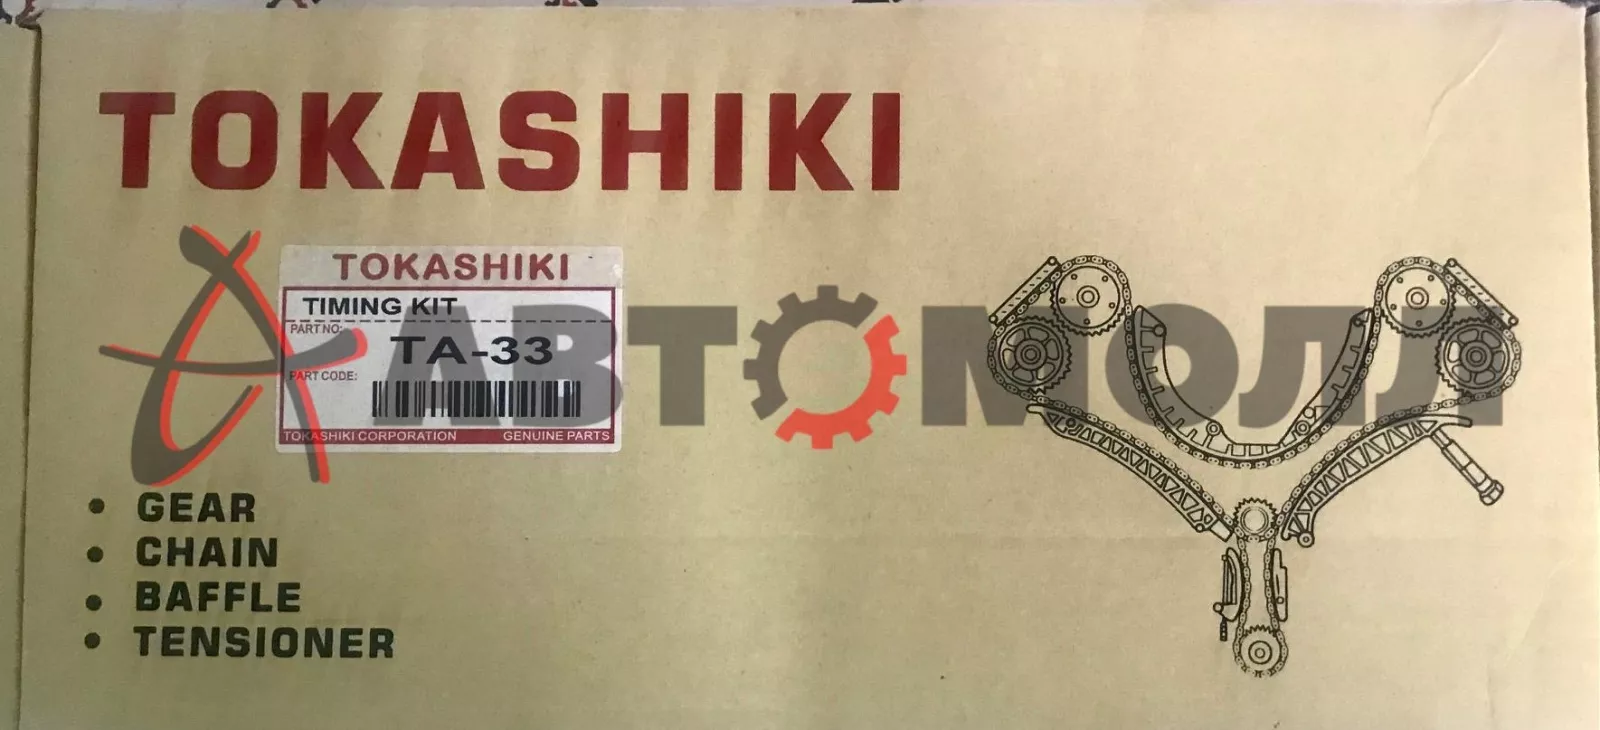 TOKASHIKI
TOKASHIKI
TIMING KIT
PART NO:
TA-33
PART CODE:
TOKASHIKI CORPORATION GENUINE PARTS
АВТОМОЛЛ
• GEAR
• CHAIN
• BAFFLE
• TENSIONER